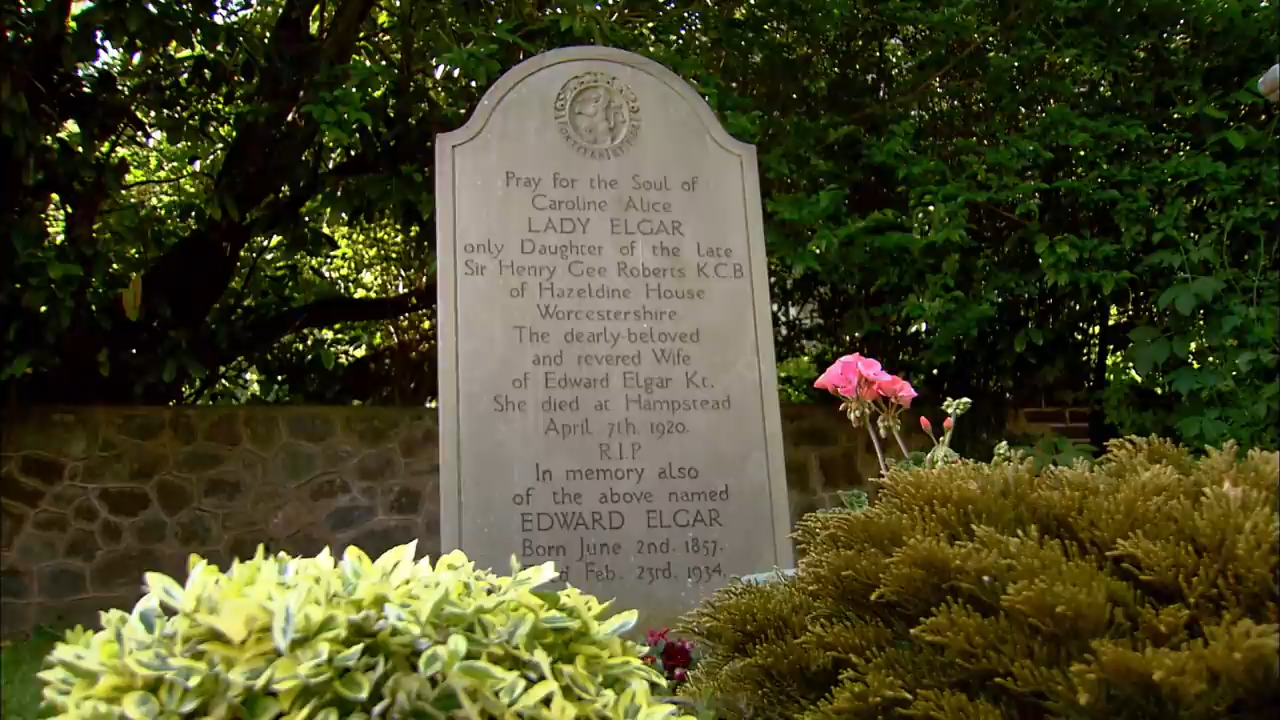 Pray for the Soul of
Caroline Alice
LADY ELGAR
only Daughter of the Late
Sir Henry Gee Roberts K.C.B
of Hazeldine House
Worcestershire
The dearly-beloved
and revered Wife
of Edward Elgar Kt.
She died at Hampstead
April 7th. 1920.
R.I.P
In memory also
of the above named
EDWARD ELGAR
Born June 2nd. 1857.
Feb. 23rd. 1934.